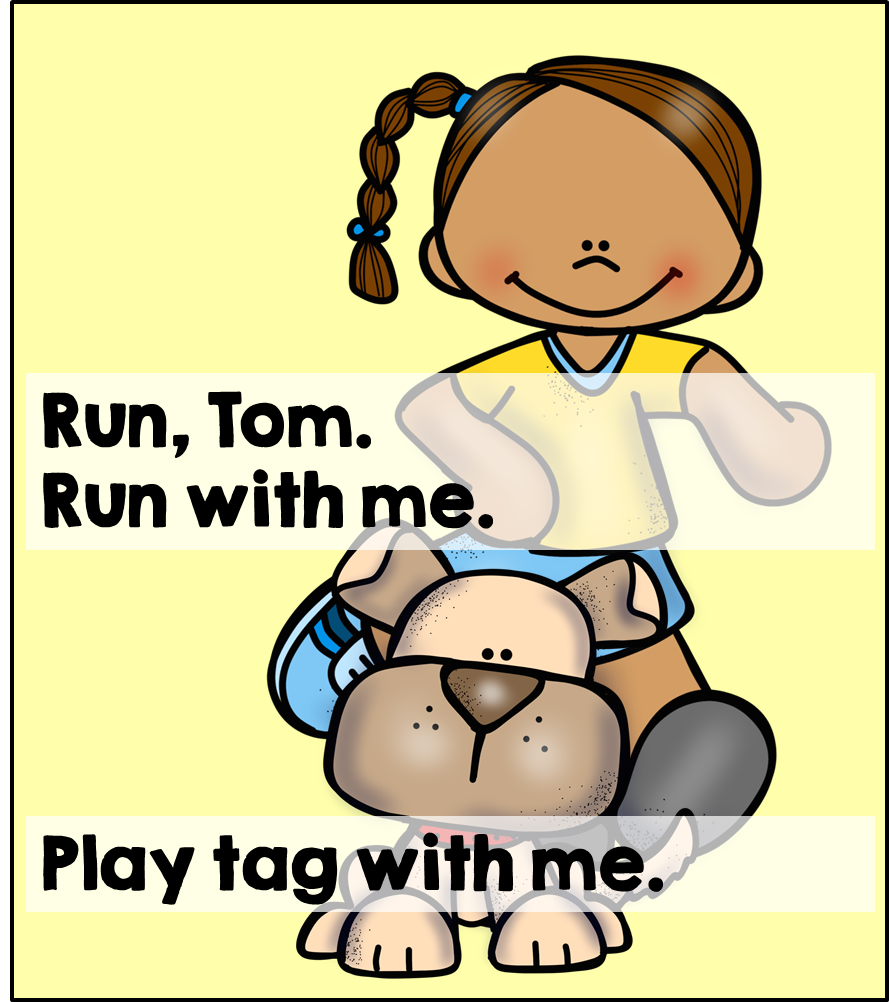 Run, Tom.
Run with me.
Play tag with me.